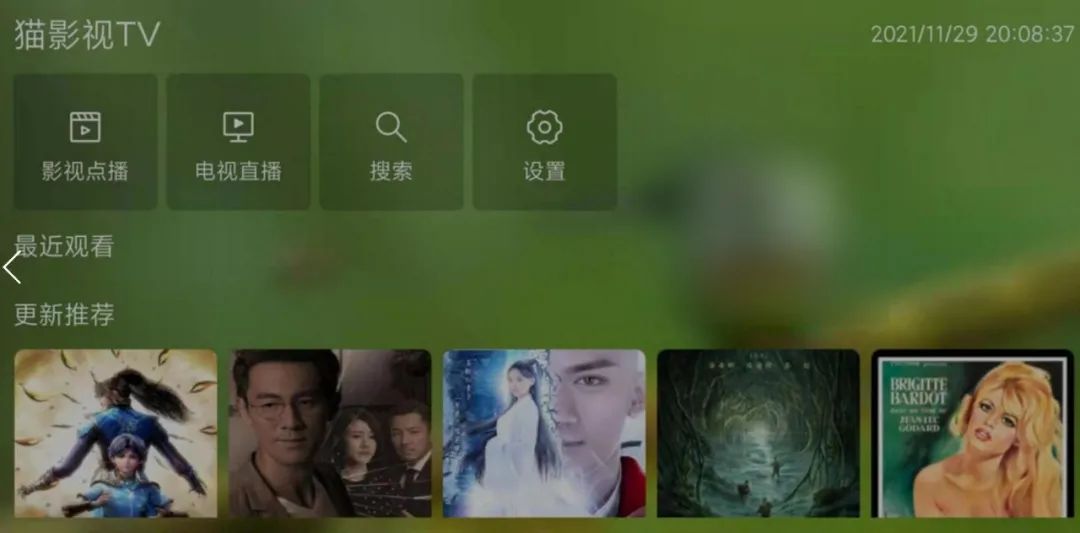 猫影视TV
2021/11/29 20:08:37
影视点播
电视直播
搜索
设置
最近观看
更新推荐
BRIGITTE
BARDOT
JEAN LUC
GODARD